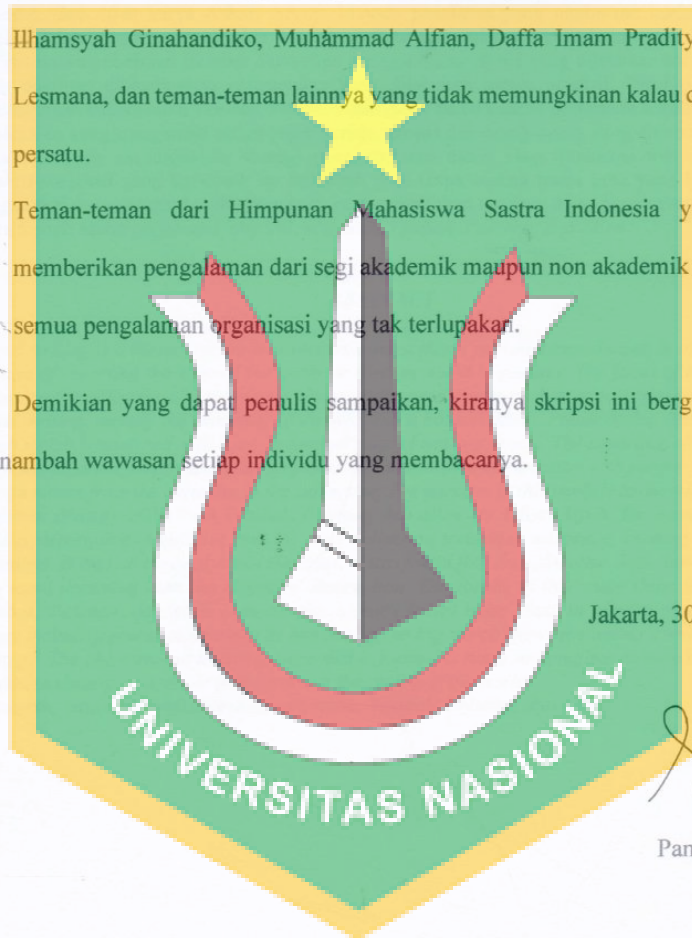 Ilhamsyah Ginahandiko, Muhammad Alfian, Daffa Imam Pradity
Lesmana, dan teman-teman lainnya yang tidak memungkinan kalau
persatu.
Teman-teman dari Himpunan Mahasiswa Sastra Indonesia y
memberikan pengalaman dari segi akademik maupun non akademik
semua pengalaman organisasi yang tak terlupakan.
Demikian yang dapat penulis sampaikan, kiranya skripsi ini berg
nambah wawasan setiap individu yang membacanya.
Jakarta, 30
UNIVERSITAS NASIONAL
Pan